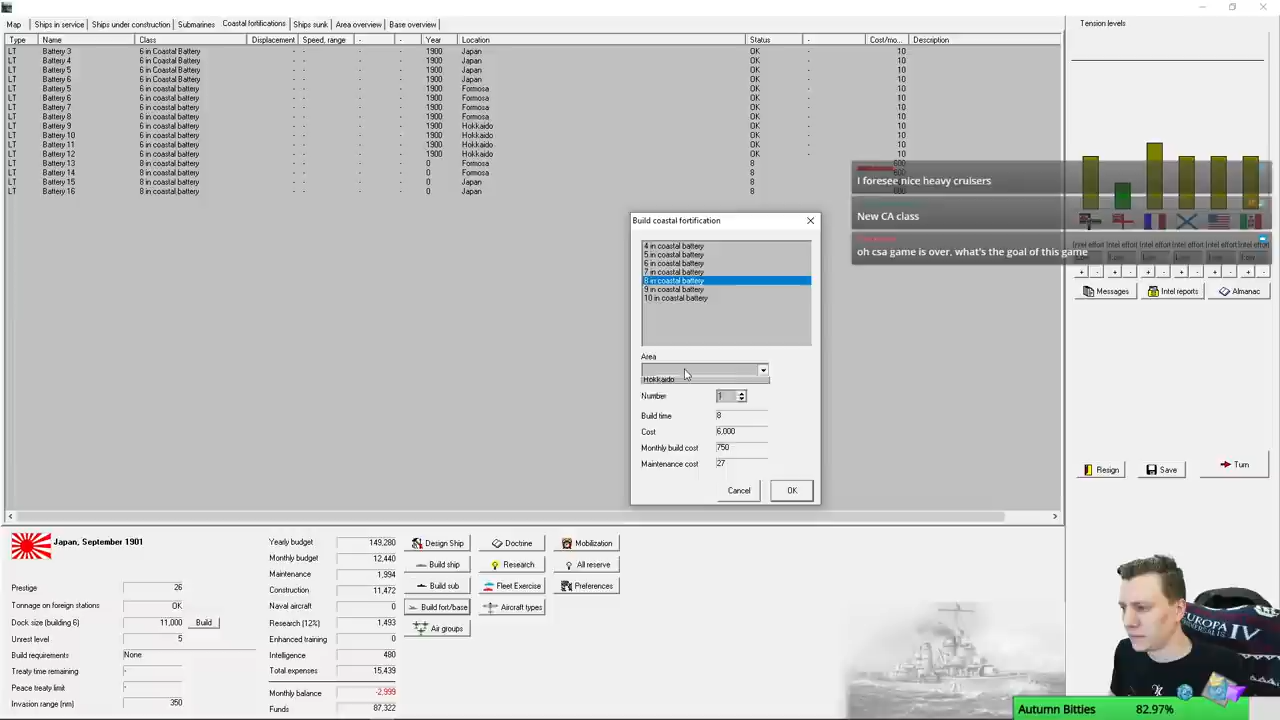 Map
Ships in service
Ships under construction
Submarines
Coastal fortifications
Ships sunk
Area overview
Base overview
Type Name Class Displacement Speed, range - - Year Location Status - Cost/mo... Description
LT Battery 3 6 in Coastal Battery - - - - - 1900 Japan OK - 10
LT Battery 4 6 in Coastal Battery - - - - - 1900 Japan OK - 10
LT Battery 5 6 in Coastal Battery - - - - - 1900 Japan OK - 10
LT Battery 6 6 in Coastal Battery - - - - - 1900 Japan OK - 10
LT Battery 5 6 in coastal battery - - - - - 1900 Formosa OK - 10
LT Battery 6 6 in coastal battery - - - - - 1900 Formosa OK - 10
LT Battery 7 6 in coastal battery - - - - - 1900 Formosa OK - 10
LT Battery 8 6 in coastal battery - - - - - 1900 Formosa OK - 10
LT Battery 9 6 in coastal battery - - - - - 1900 Hokkaido OK - 10
LT Battery 10 6 in coastal battery - - - - - 1900 Hokkaido OK - 10
LT Battery 11 6 in coastal battery - - - - - 1900 Hokkaido OK - 10
LT Battery 12 6 in coastal battery - - - - - 1900 Hokkaido OK - 10
LT Battery 13 8 in coastal battery - - - - - 0 Formosa 8 -
LT Battery 14 8 in coastal battery - - - - - 0 Formosa 8 -
LT Battery 15 8 in coastal battery - - - - - 0 Japan 8 -
LT Battery 16 8 in coastal battery - - - - - 0 Japan 8 -
Tension levels
I foresee nice heavy cruisers
New CA class
oh csa game is over, what's the goal of this game
Intel effort Intel effort Intel effort Intel effort Intel effort Intel effort
+ - + - + - + - + - + -
Messages
Intel reports
Almanac
Resign
Save
Turn
Build coastal fortification
4 in coastal battery
5 in coastal battery
6 in coastal battery
7 in coastal battery
8 in coastal battery
9 in coastal battery
10 in coastal battery
Area
Hokkaido
Number 1
Build time 8
Cost 6,000
Monthly build cost 750
Maintenance cost 27
Cancel
OK
Japan, September 1901
Prestige 26
Tonnage on foreign stations OK
Dock size (building 6) 11,000 Build
Unrest level 5
Build requirements None
Treaty time remaining -
Peace treaty limit -
Invasion range (nm) 350
Yearly budget 149,280
Monthly budget 12,440
Maintenance 1,994
Construction 11,472
Naval aircraft 0
Research (12%) 1,493
Enhanced training 0
Intelligence 480
Total expenses 15,439
Monthly balance -2,999
Funds 87,322
Design Ship
Doctrine
Mobilization
Build ship
Research
All reserve
Build sub
Fleet Exercise
Preferences
Build fort/base
Aircraft types
Air groups
EUROPA IV
Autumn Bitties 82.97%